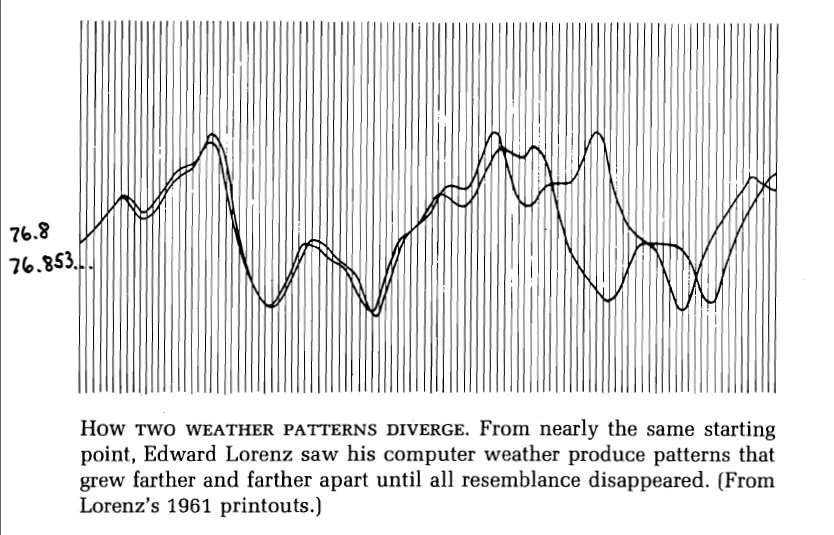 76.8
76.853...
HOW TWO WEATHER PATTERNS DIVERGE. From nearly the same starting
point, Edward Lorenz saw his computer weather produce patterns that
grew farther and farther apart until all resemblance disappeared. (From
Lorenz's 1961 printouts.)